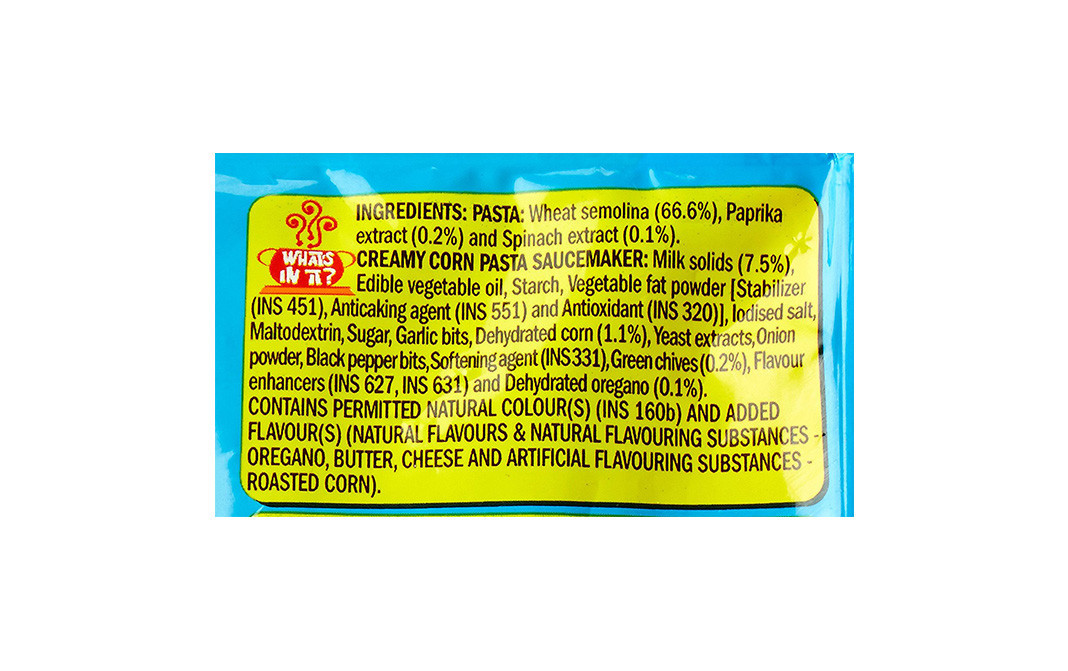 INGREDIENTS: PASTA: Wheat semolina (66.6%), Paprika
extract (0.2%) and Spinach extract (0.1%).
WHATS
IN IT?
CREAMY CORN PASTA SAUCEMAKER: Milk solids (7.5%),
Edible vegetable oil, Starch, Vegetable fat powder [Stabilizer
(INS 451), Anticaking agent (INS 551) and Antioxidant (INS 320)], Iodised salt,
Maltodextrin, Sugar, Garlic bits, Dehydrated corn (1.1%), Yeast extracts, Onion
powder, Black pepper bits, Softening agent (INS331), Green chives (0.2%), Flavour
enhancers (INS 627, INS 631) and Dehydrated oregano (0.1%).
CONTAINS PERMITTED NATURAL COLOUR(S) (INS 160b) AND ADDED
FLAVOUR(S) (NATURAL FLAVOURS & NATURAL FLAVOURING SUBSTANCES -
OREGANO, BUTTER, CHEESE AND ARTIFICIAL FLAVOURING SUBSTANCES -
ROASTED CORN).